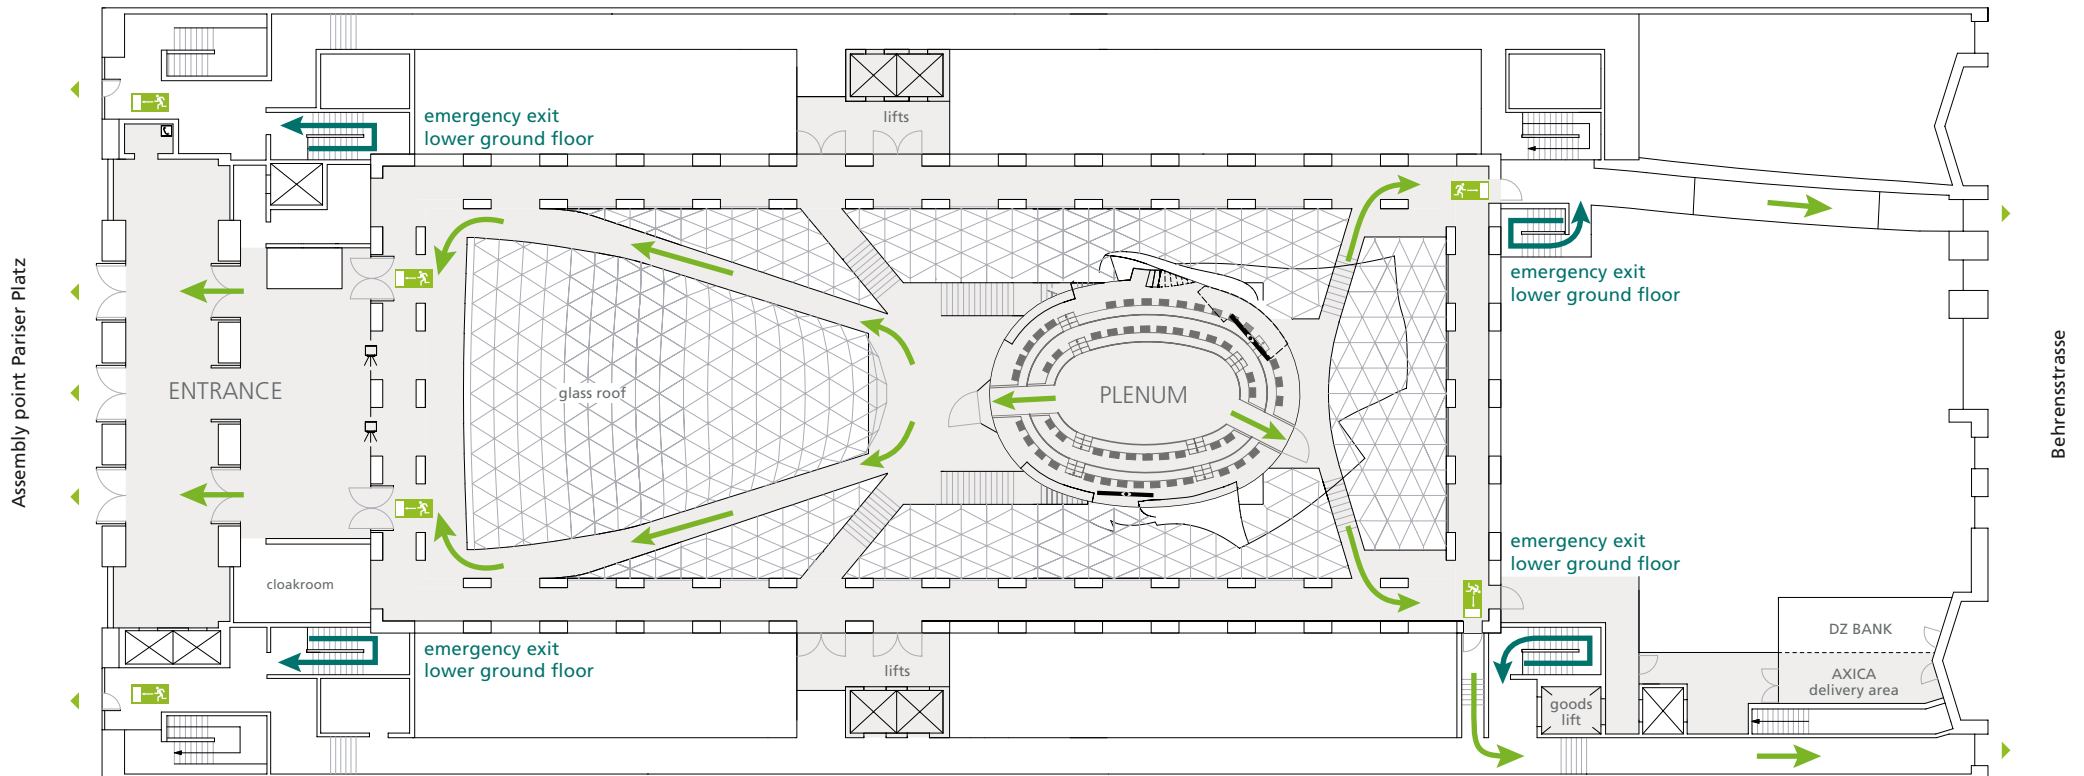 Assembly point Pariser Platz
emergency exit
lower ground floor
lifts
emergency exit
lower ground floor
ENTRANCE
glass roof
PLENUM
Behrensstrasse
cloakroom
emergency exit
lower ground floor
emergency exit
lower ground floor
lifts
DZ BANK
AXICA
delivery area
goods
lift